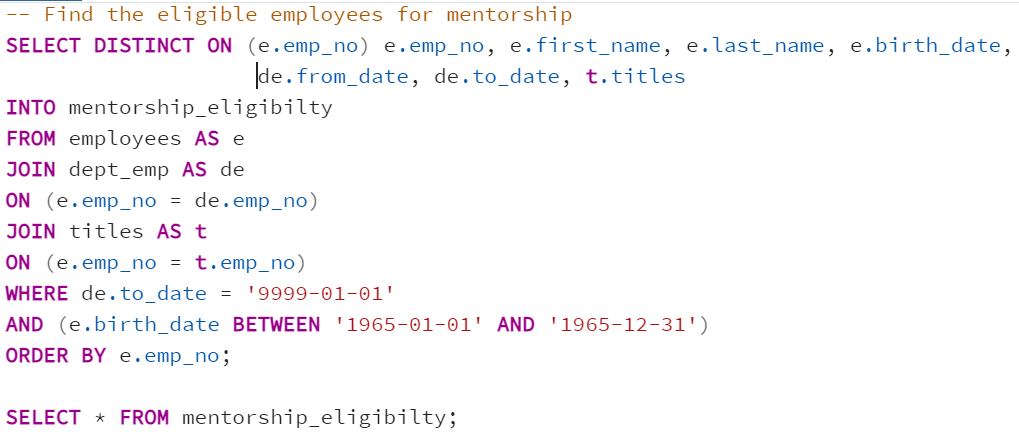 -- Find the eligible employees for mentorship
SELECT DISTINCT ON (e.emp_no) e.emp_no, e.first_name, e.last_name, e.birth_date,
de.from_date, de.to_date, t.titles
INTO mentorship_eligibilty
FROM employees AS e
JOIN dept_emp AS de
ON (e.emp_no = de.emp_no)
JOIN titles AS t
ON (e.emp_no = t.emp_no)
WHERE de.to_date = '9999-01-01'
AND (e.birth_date BETWEEN '1965-01-01' AND '1965-12-31')
ORDER BY e.emp_no;
SELECT * FROM mentorship_eligibilty;